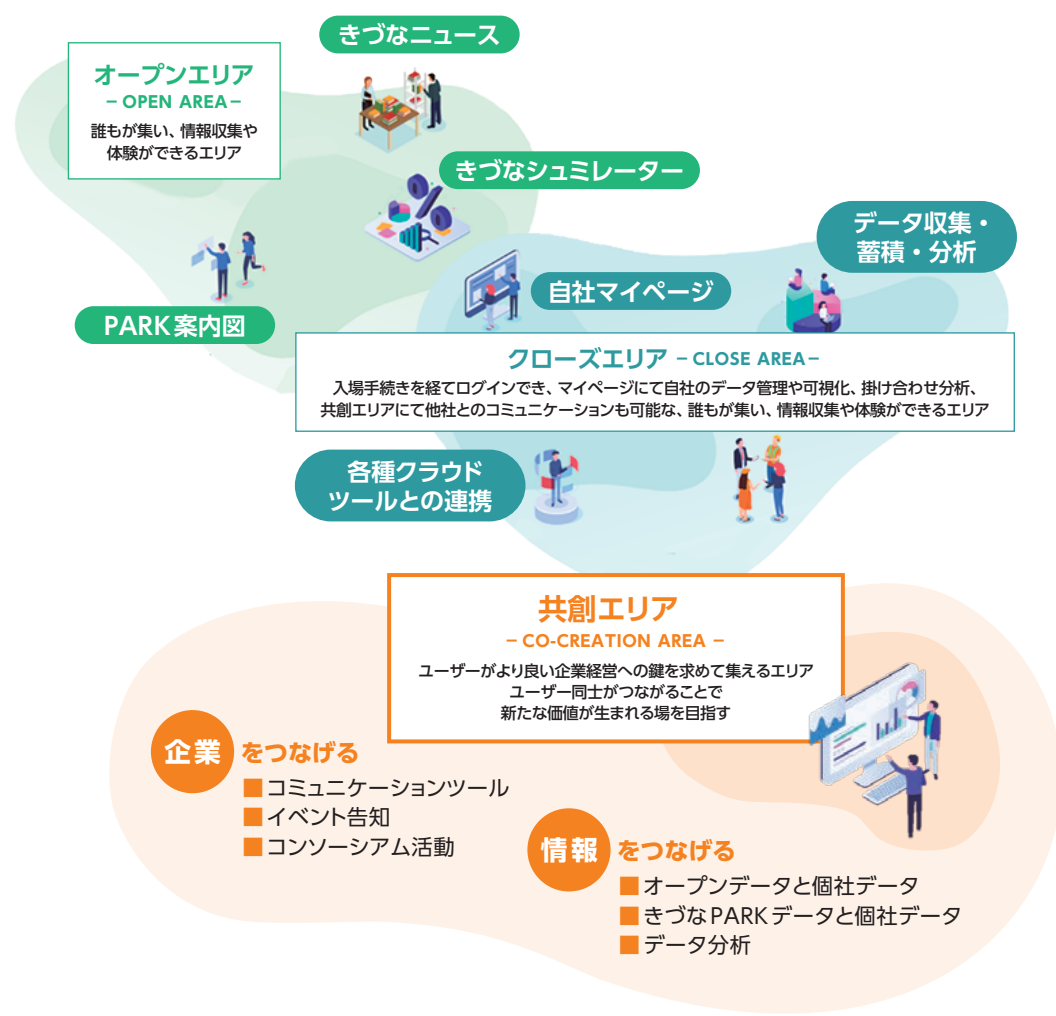 きづなニュース
オープンエリア
– OPEN AREA –
誰もが集い、情報収集や
体験ができるエリア
きづなシュミレーター
データ収集・
蓄積・分析
自社マイページ
PARK案内図
クローズエリア – CLOSE AREA –
入場手続きを経てログインでき、マイページにて自社のデータ管理や可視化、掛け合わせ分析、
共創エリアにて他社とのコミュニケーションも可能な、誰もが集い、情報収集や体験ができるエリア
各種クラウド
ツールとの連携
共創エリア
– CO-CREATION AREA –
ユーザーがより良い企業経営への鍵を求めて集えるエリア
ユーザー同士がつながることで
新たな価値が生まれる場を目指す
企業 をつなげる
■コミュニケーションツール
■イベント告知
■コンソーシアム活動
情報 をつなげる
■オープンデータと個社データ
■きづなPARKデータと個社データ
■データ分析